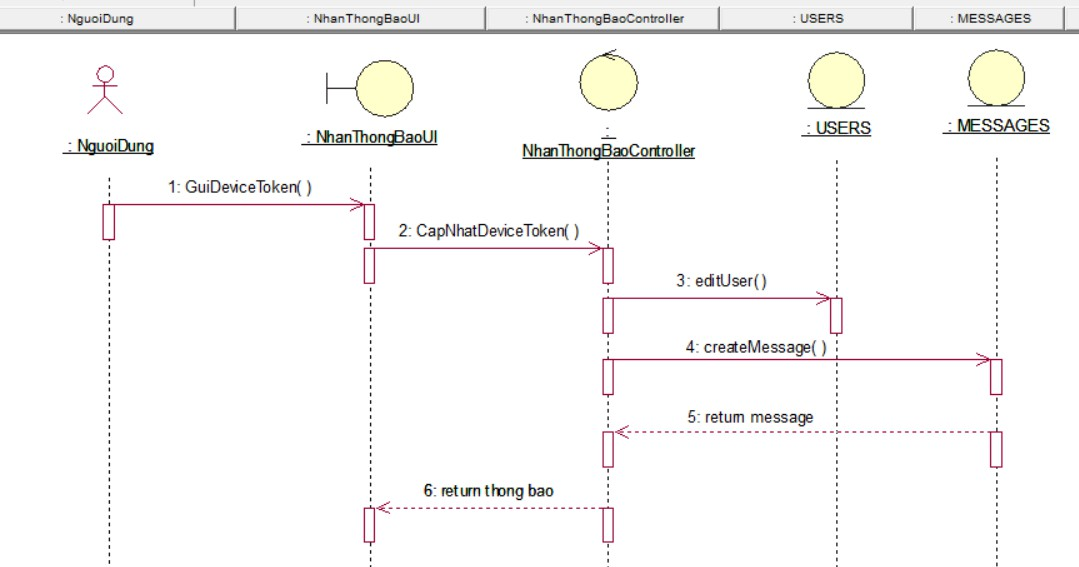 : NguoiDung
: NhanThongBaoUI
: NhanThongBaoController
: USERS
: MESSAGES
: NguoiDung
: NhanThongBaoUI
:
NhanThongBaoController
: USERS
: MESSAGES
1: GuiDeviceToken( )
2: CapNhatDeviceToken( )
3: editUser( )
4: createMessage( )
5: return message
6: return thong bao